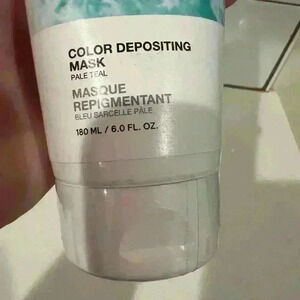 COLOR DEPOSITING
MASK
PALE TEAL
MASQUE
REPIGMENTANT
BLEU SARCELLE PÂLE
180 ML / 6.0 FL. OZ.